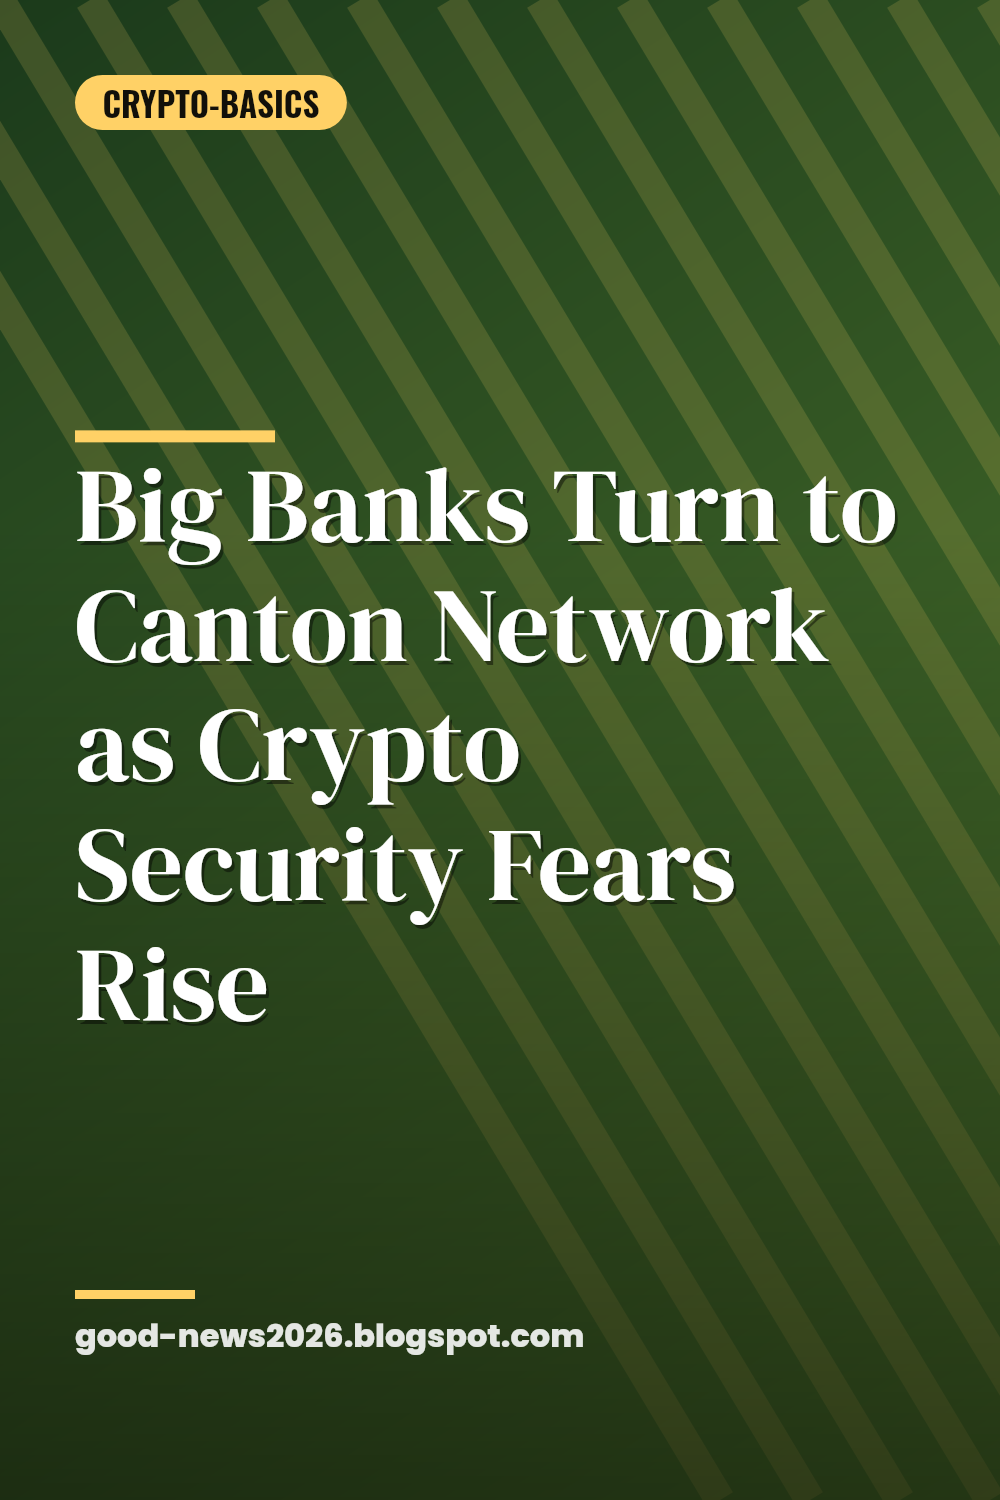 CRYPTO-BASICS
Big Banks Turn to
Canton Network
as Crypto
Security Fears
Rise
good-news2026.blogspot.com